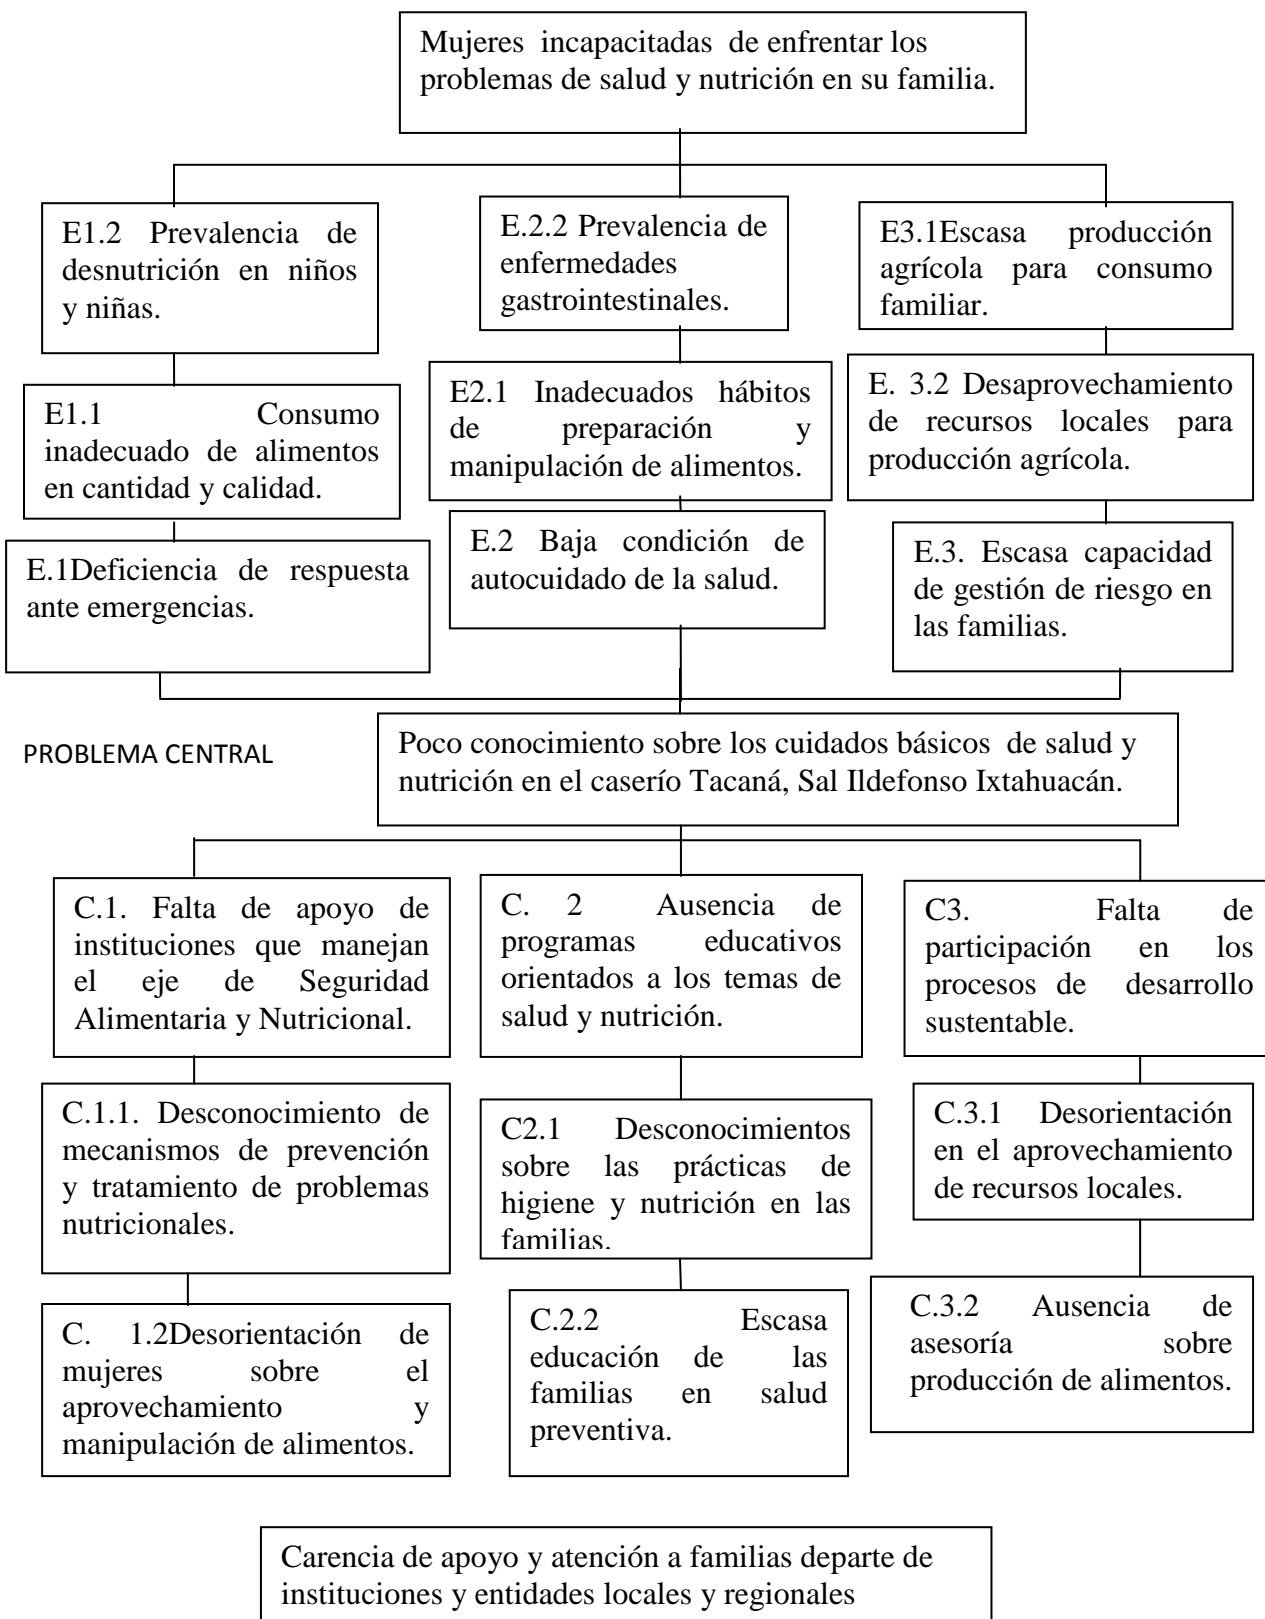 Mujeres incapacitadas de enfrentar los
problemas de salud y nutrición en su familia.
E1.2 Prevalencia de
desnutrición en niños
y niñas.
E.2.2 Prevalencia de
enfermedades
gastrointestinales.
E3.1Escasa producción
agrícola para consumo
familiar.
E1.1 Consumo
inadecuado de alimentos
en cantidad y calidad.
E2.1 Inadecuados hábitos
de preparación y
manipulación de alimentos.
E. 3.2 Desaprovechamiento
de recursos locales para
producción agrícola.
E.1Deficiencia de respuesta
ante emergencias.
E.2 Baja condición de
autocuidado de la salud.
E.3. Escasa capacidad
de gestión de riesgo en
las familias.
PROBLEMA CENTRAL
Poco conocimiento sobre los cuidados básicos de salud y
nutrición en el caserío Tacaná, Sal Ildefonso Ixtahuacán.
C.1. Falta de apoyo de
instituciones que manejan
el eje de Seguridad
Alimentaria y Nutricional.
C. 2 Ausencia de
programas educativos
orientados a los temas de
salud y nutrición.
C3. Falta de
participación en los
procesos de desarrollo
sustentable.
C.1.1. Desconocimiento de
mecanismos de prevención
y tratamiento de problemas
nutricionales.
C2.1 Desconocimientos
sobre las prácticas de
higiene y nutrición en las
familias.
C.3.1 Desorientación
en el aprovechamiento
de recursos locales.
C. 1.2Desorientación de
mujeres sobre el
aprovechamiento y
manipulación de alimentos.
C.2.2 Escasa
educación de las
familias en salud
preventiva.
C.3.2 Ausencia de
asesoría sobre
producción de alimentos.
Carencia de apoyo y atención a familias departe de
instituciones y entidades locales y regionales